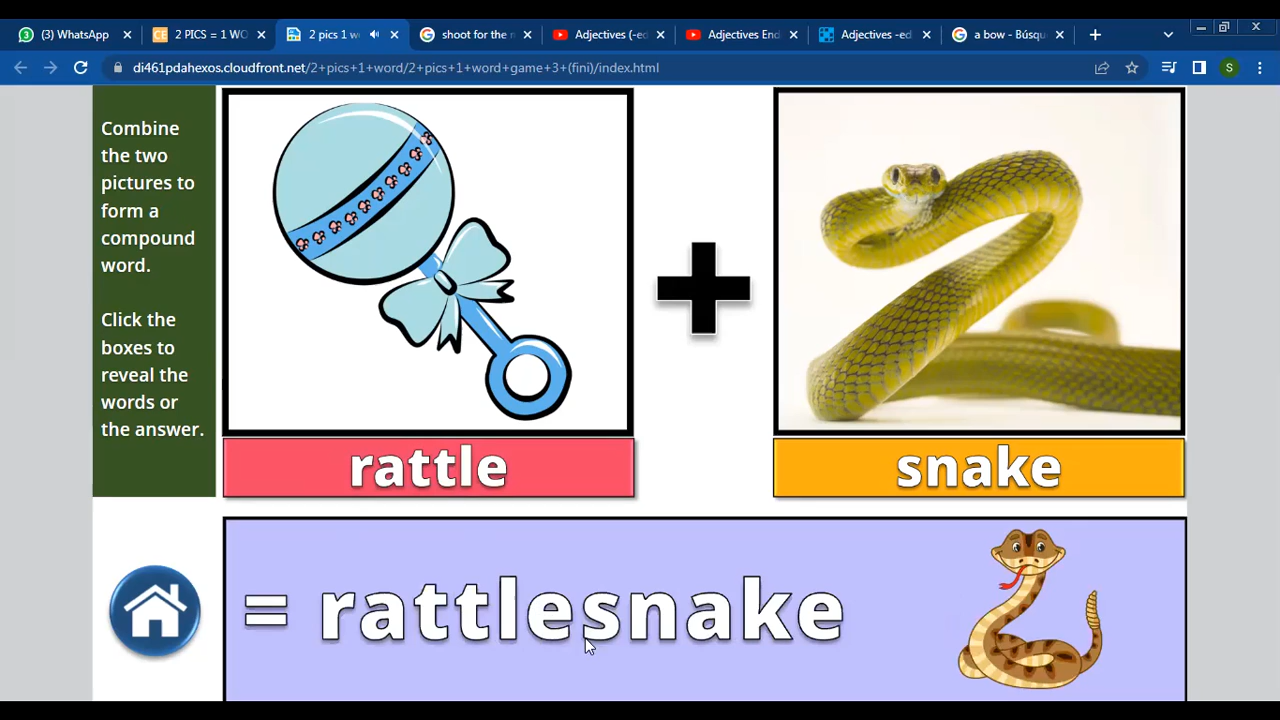 (3) WhatsApp
2 PICS = 1 WO
2 pics 1 w
shoot for the n
Adjectives (-ed
Adjectives End
Adjectives -ed
a bow - Búsqu
di461pdahexos.cloudfront.net/2+pics+1+word/2+pics+1+word+game+3+(fini)/index.html
S
Combine
the two
pictures to
form a
compound
word.
Click the
boxes to
reveal the
words or
the answer.
+
rattle
snake
= rattlesnake